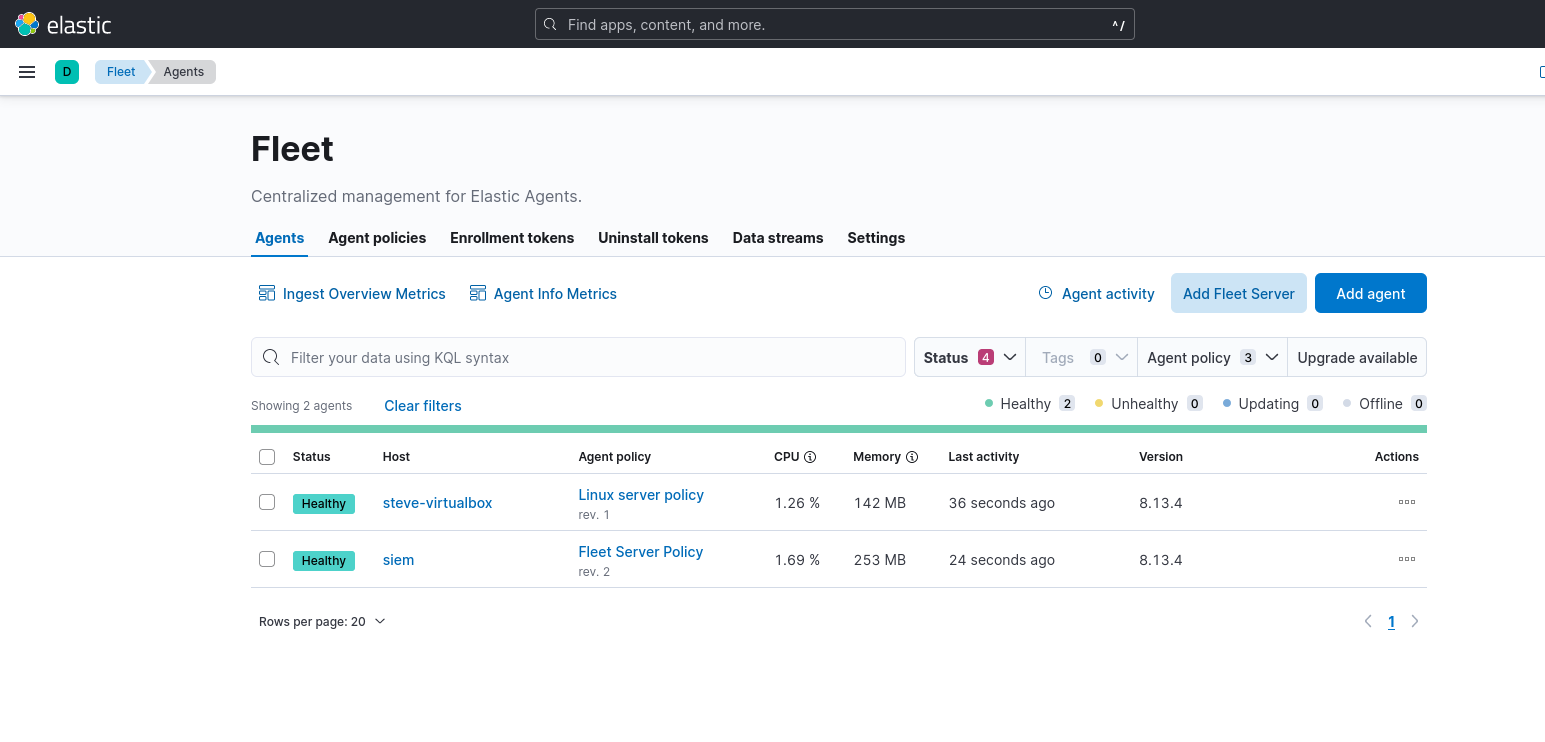 elastic
Find apps, content, and more. ^/
D Fleet Agents
Fleet
Centralized management for Elastic Agents.
Agents Agent policies Enrollment tokens Uninstall tokens Data streams Settings
Ingest Overview Metrics Agent Info Metrics Agent activity Add Fleet Server Add agent
Filter your data using KQL syntax Status 4 Tags 0 Agent policy 3 Upgrade available
Showing 2 agents Clear filters Healthy 2 Unhealthy 0 Updating 0 Offline 0
Status Host Agent policy CPU Memory Last activity Version Actions
Healthy steve-virtualbox Linux server policy 1.26 % 142 MB 36 seconds ago 8.13.4
rev. 1
Healthy siem Fleet Server Policy 1.69 % 253 MB 24 seconds ago 8.13.4
rev. 2
Rows per page: 20 1